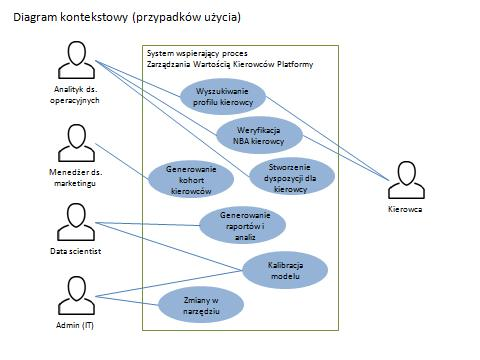 Diagram kontekstowy (przypadków użycia)
System wspierający proces
Zarządzania Wartością Kierowców Platformy
Analityk ds.
operacyjnych
Wyszukiwanie
profilu kierowcy
Weryfikacja
NBA kierowcy
Menedżer ds.
marketingu
Generowanie
kohort
kierowców
Stworzenie
dyspozycji dla
kierowcy
Kierowca
Generowanie
raportów i
analiz
Data scientist
Kalibracja
modelu
Zmiany w
narzędziu
Admin (IT)